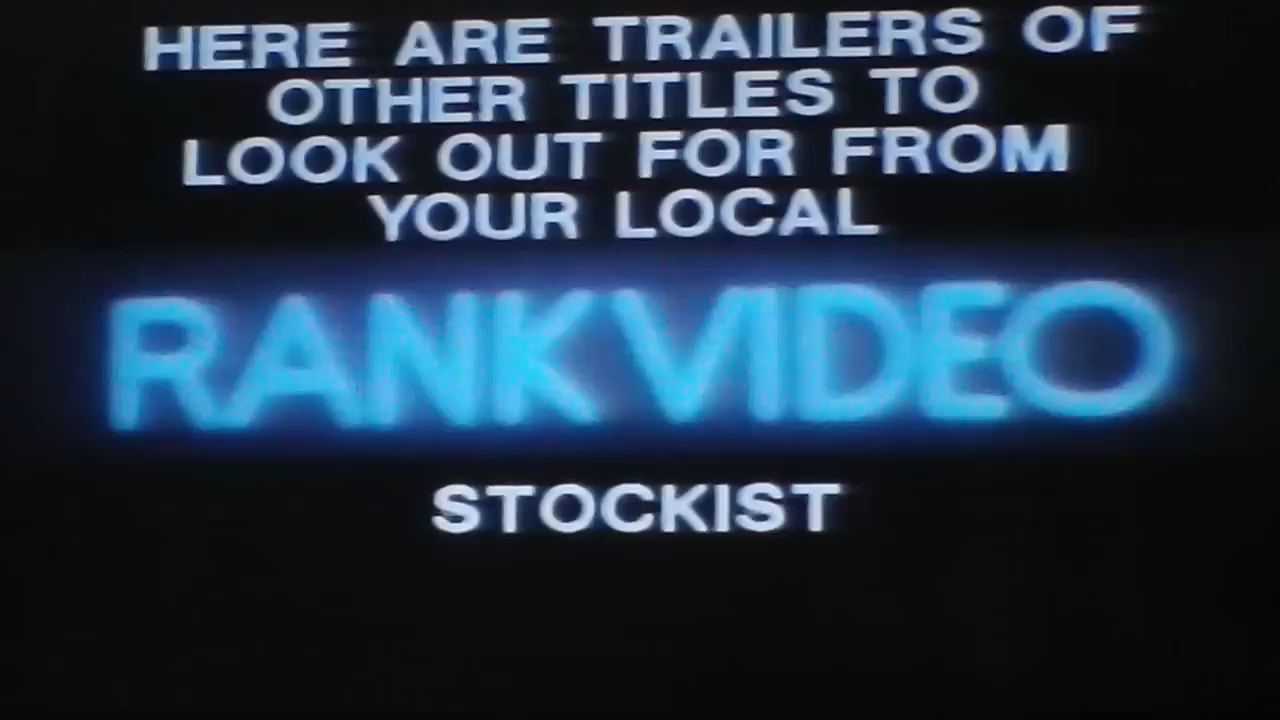 HERE ARE TRAILERS OF
OTHER TITLES TO
LOOK OUT FOR FROM
YOUR LOCAL
RANK VIDEO
STOCKIST